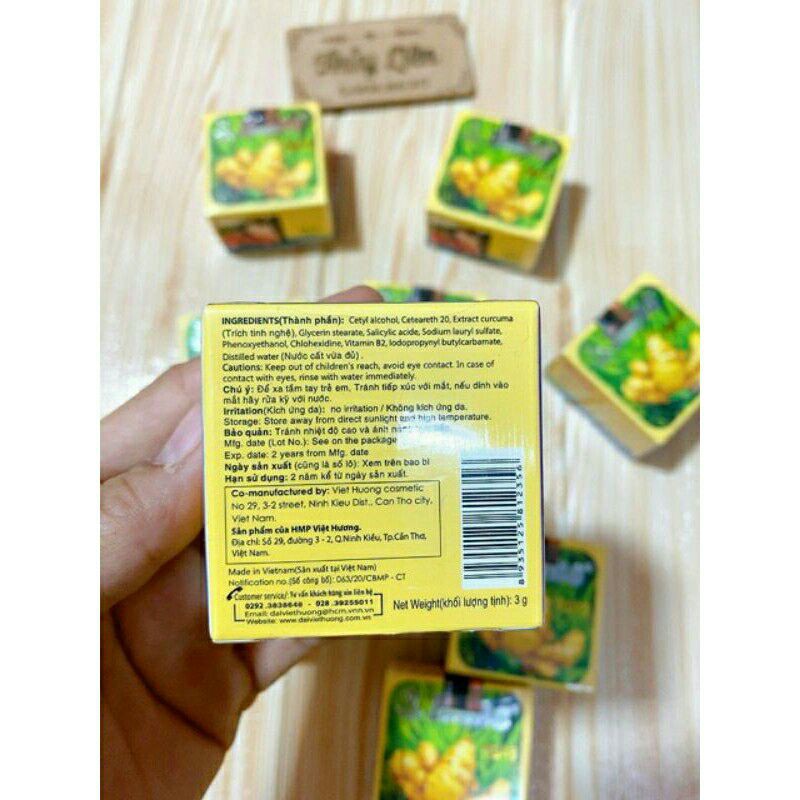 INGREDIENTS(Thành phần): Cetyl alcohol, Ceteareth 20, Extract curcuma
(Trích tinh nghệ), Glycerin stearate, Salicylic acide, Sodium lauryl sulfate,
Phenoxyethanol, Chlohexidine, Vitamin B2, Iodopropynyl butylcarbamate,
Distilled water (Nước cất vừa đủ).
Cautions: Keep out of children's reach, avoid eye contact. In case of
contact with eyes, rinse with water immediately.
Chú ý: Để xa tầm tay trẻ em, Tránh tiếp xúc với mắt, nếu dính vào
mắt hãy rữa kỹ với nước.
Irritation(Kích ứng da): no irritation / Không kích ứng da.
Storage: Store away from direct sunlight and high temperature.
Bảo quản: Tránh nhiệt độ cao và ánh
Mfg. date (Lot No.): See on the package
Exp. date: 2 years from Mfg. date
Ngày sản xuất (cũng là số lô): Xem trên bao bì
Hạn sử dụng: 2 năm kể từ ngày sản xuất.
Co-manufactured by: Viet Huong cosmetic
No 29, 3-2 street, Ninh Kieu Dist., Can Tho city,
Viet Nam.
Sản phẩm của HMP Việt Hương.
Địa chỉ: Số 29, đường 3 - 2, Q.Ninh Kiều, Tp.Cần Thơ,
Việt Nam.
Made in Vietnam(Sản xuất tại Việt Nam)
Notification no.(Số công bố): 063/20/CBMP - CT
Customer service/ Tư vấn khách hàng xin liên hệ
0292.3838648 - 028.39255011
Email: daiviethuong@hcm.vnn.vn
Website: www.daiviethuong.com.vn
Net Weight(khối lượng tịnh): 3 g
8 935125 812356